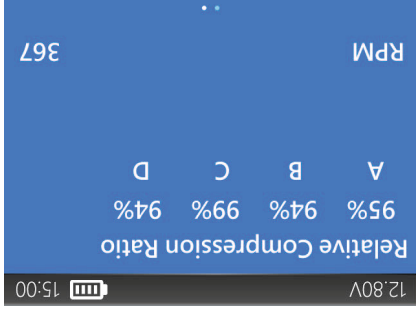 12.80V 15:00
Relative Compression Ratio
95% 94% 99% 94%
A B C D
RPM 367